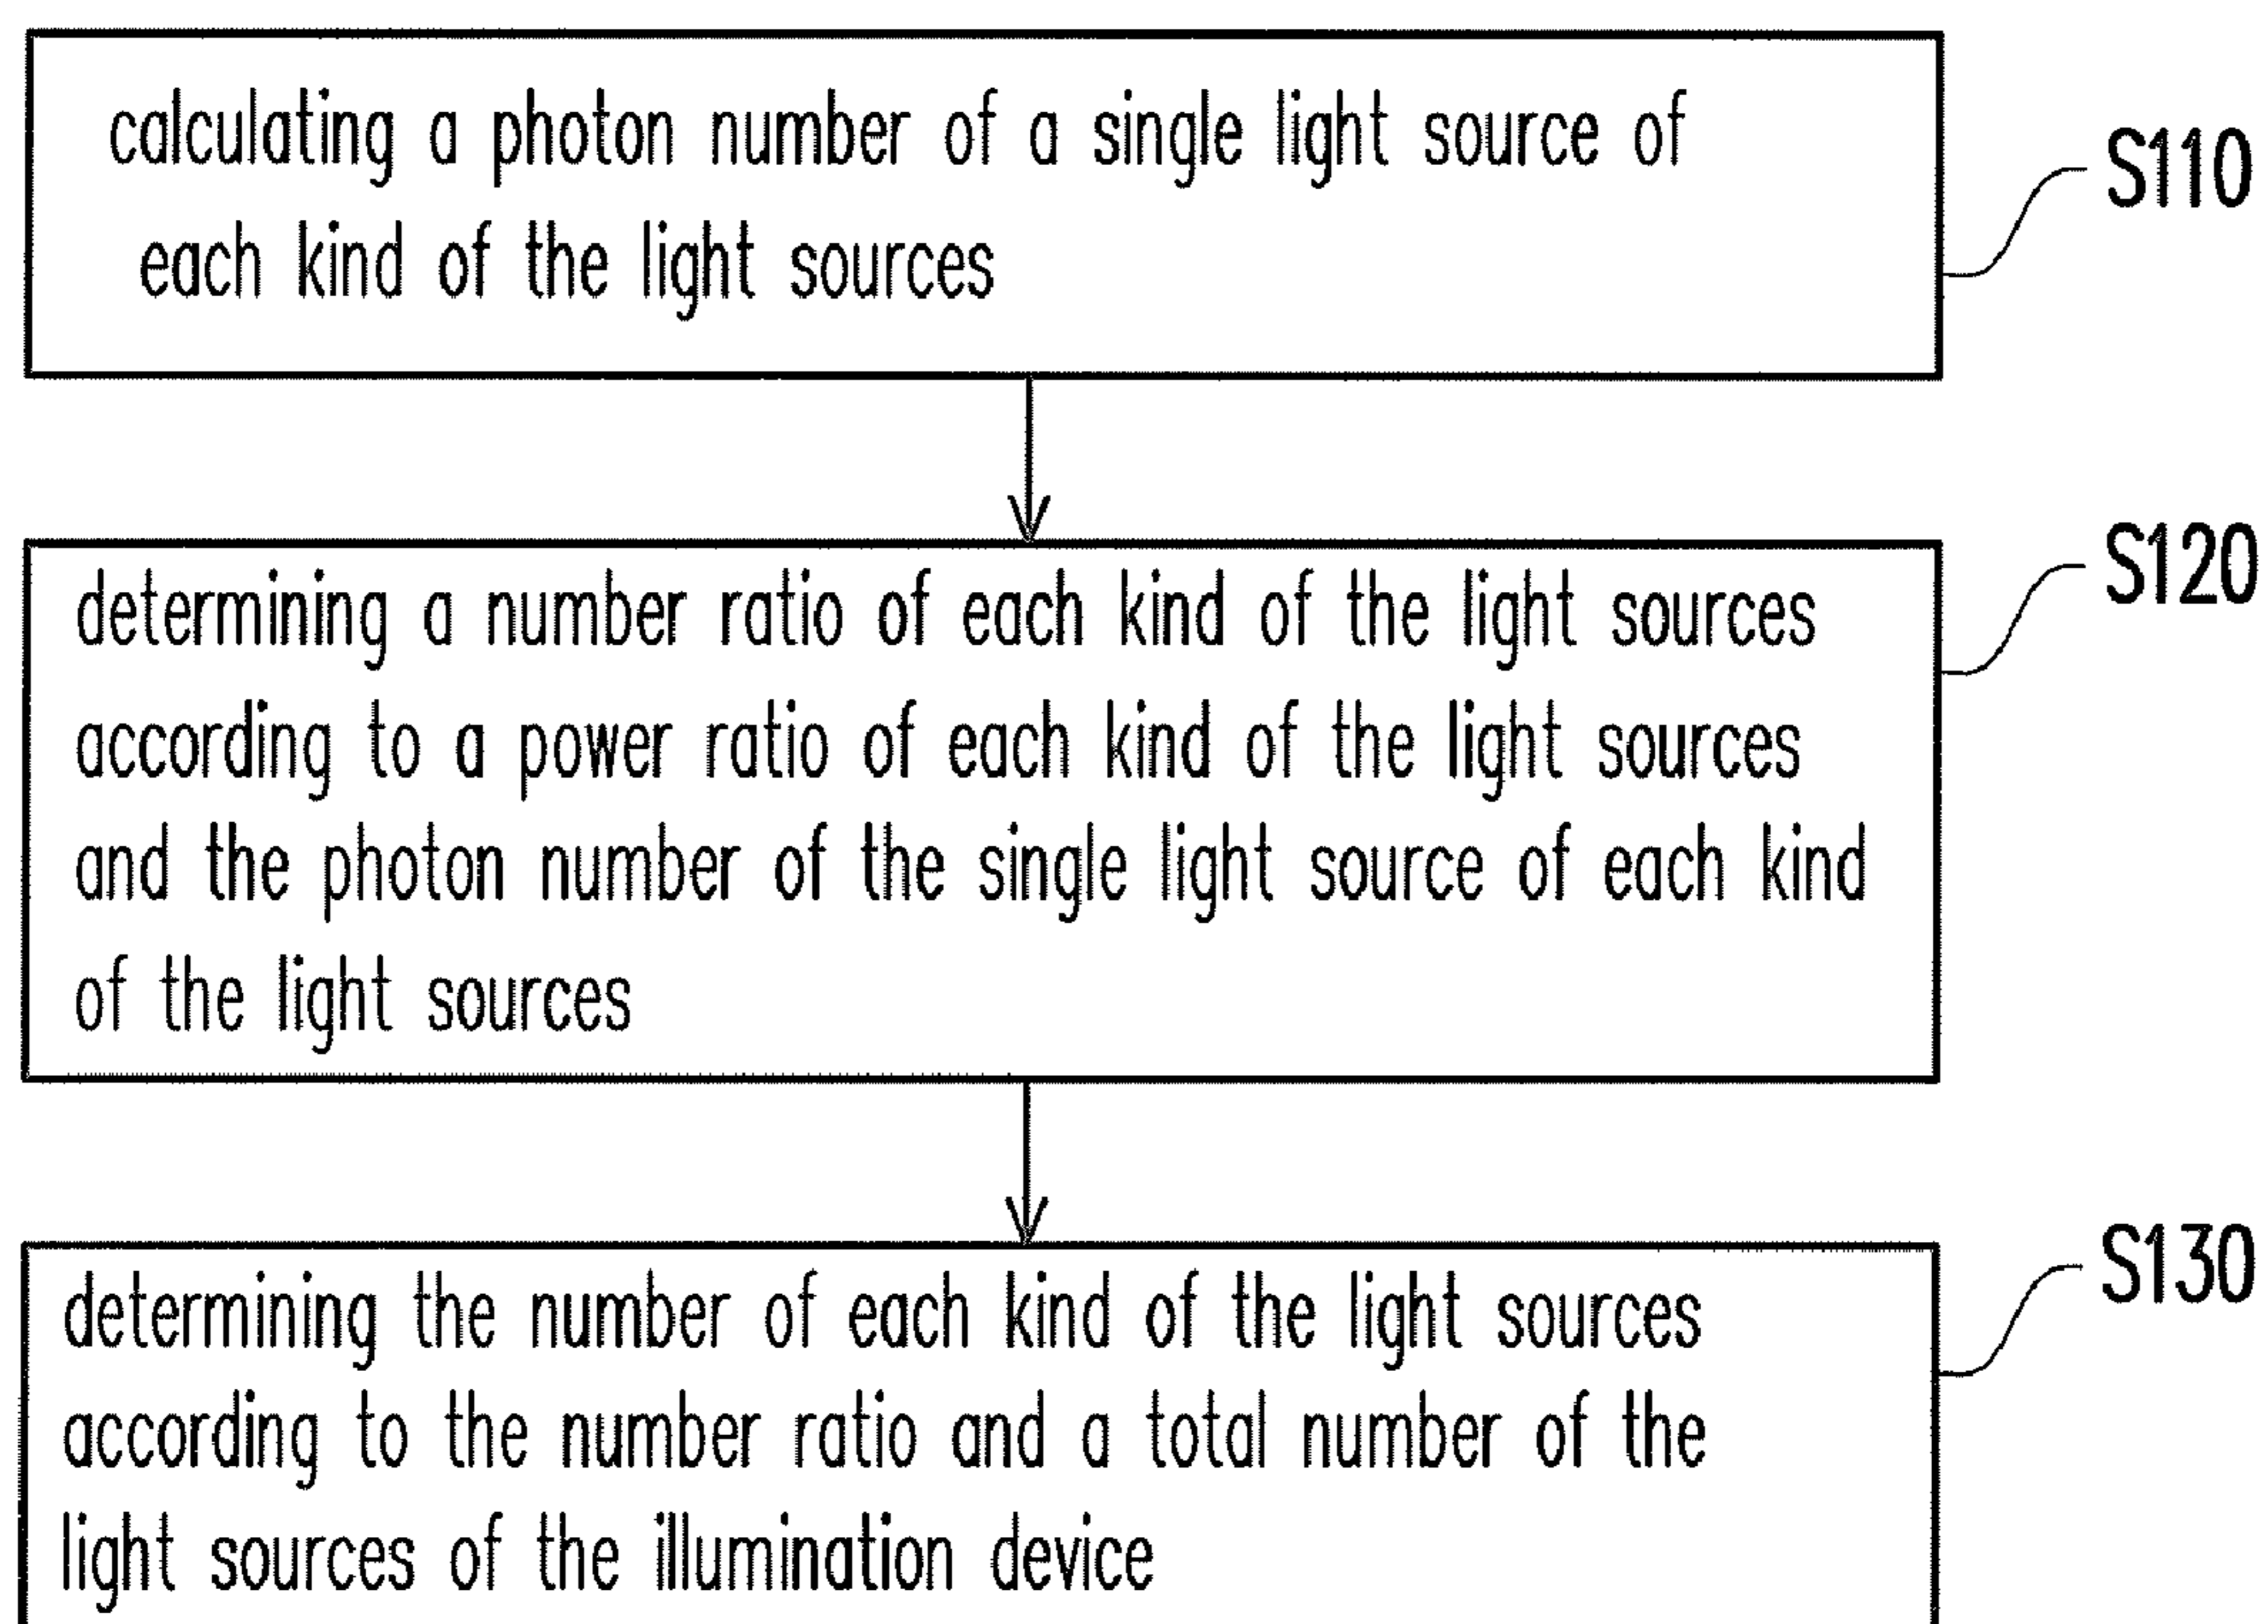 calculating a photon number of a single light source of
each kind of the light sources
S110
determining a number ratio of each kind of the light sources
according to a power ratio of each kind of the light sources
and the photon number of the single light source of each kind
of the light sources
S120
determining the number of each kind of the light sources
according to the number ratio and a total number of the
light sources of the illumination device
S130